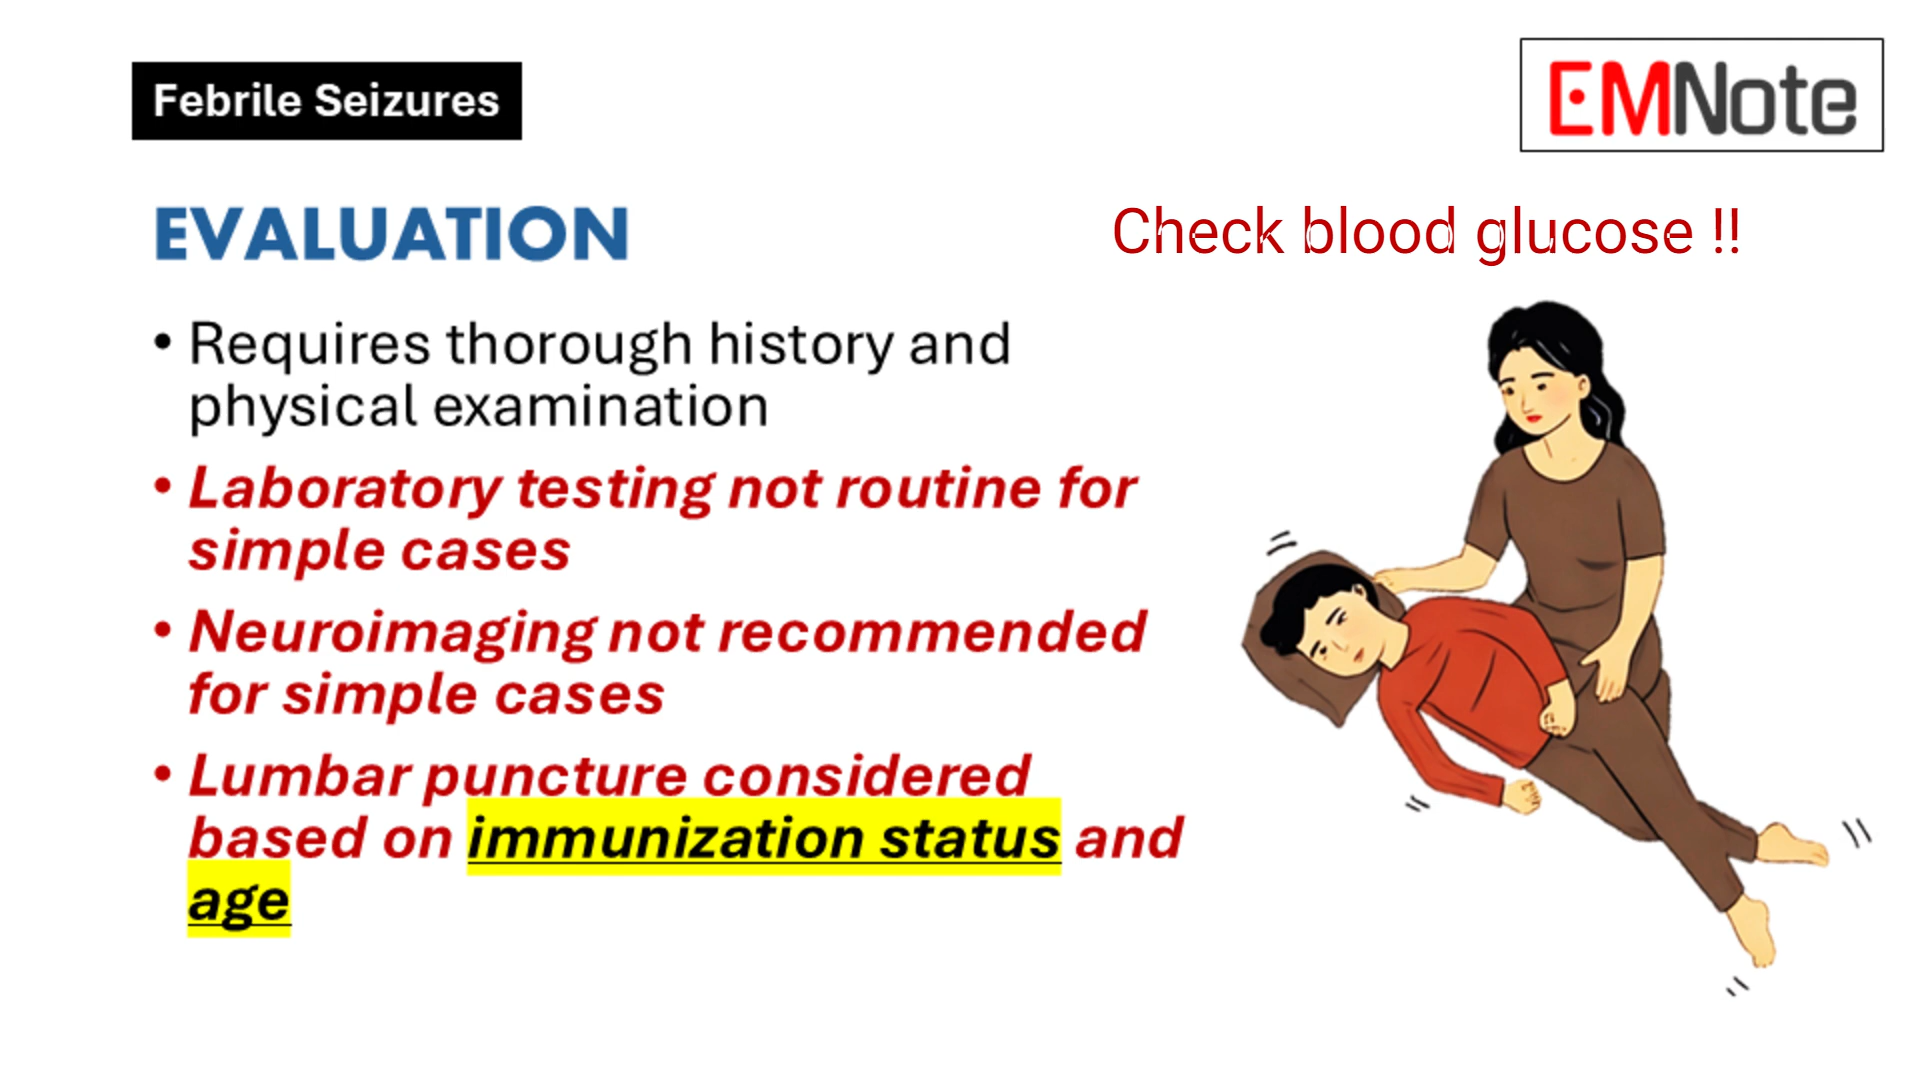 Febrile Seizures
EMNote
EVALUATION
Check blood glucose !!
• Requires thorough history and
physical examination
• Laboratory testing not routine for
simple cases
• Neuroimaging not recommended
for simple cases
• Lumbar puncture considered
based on immunization status and
age